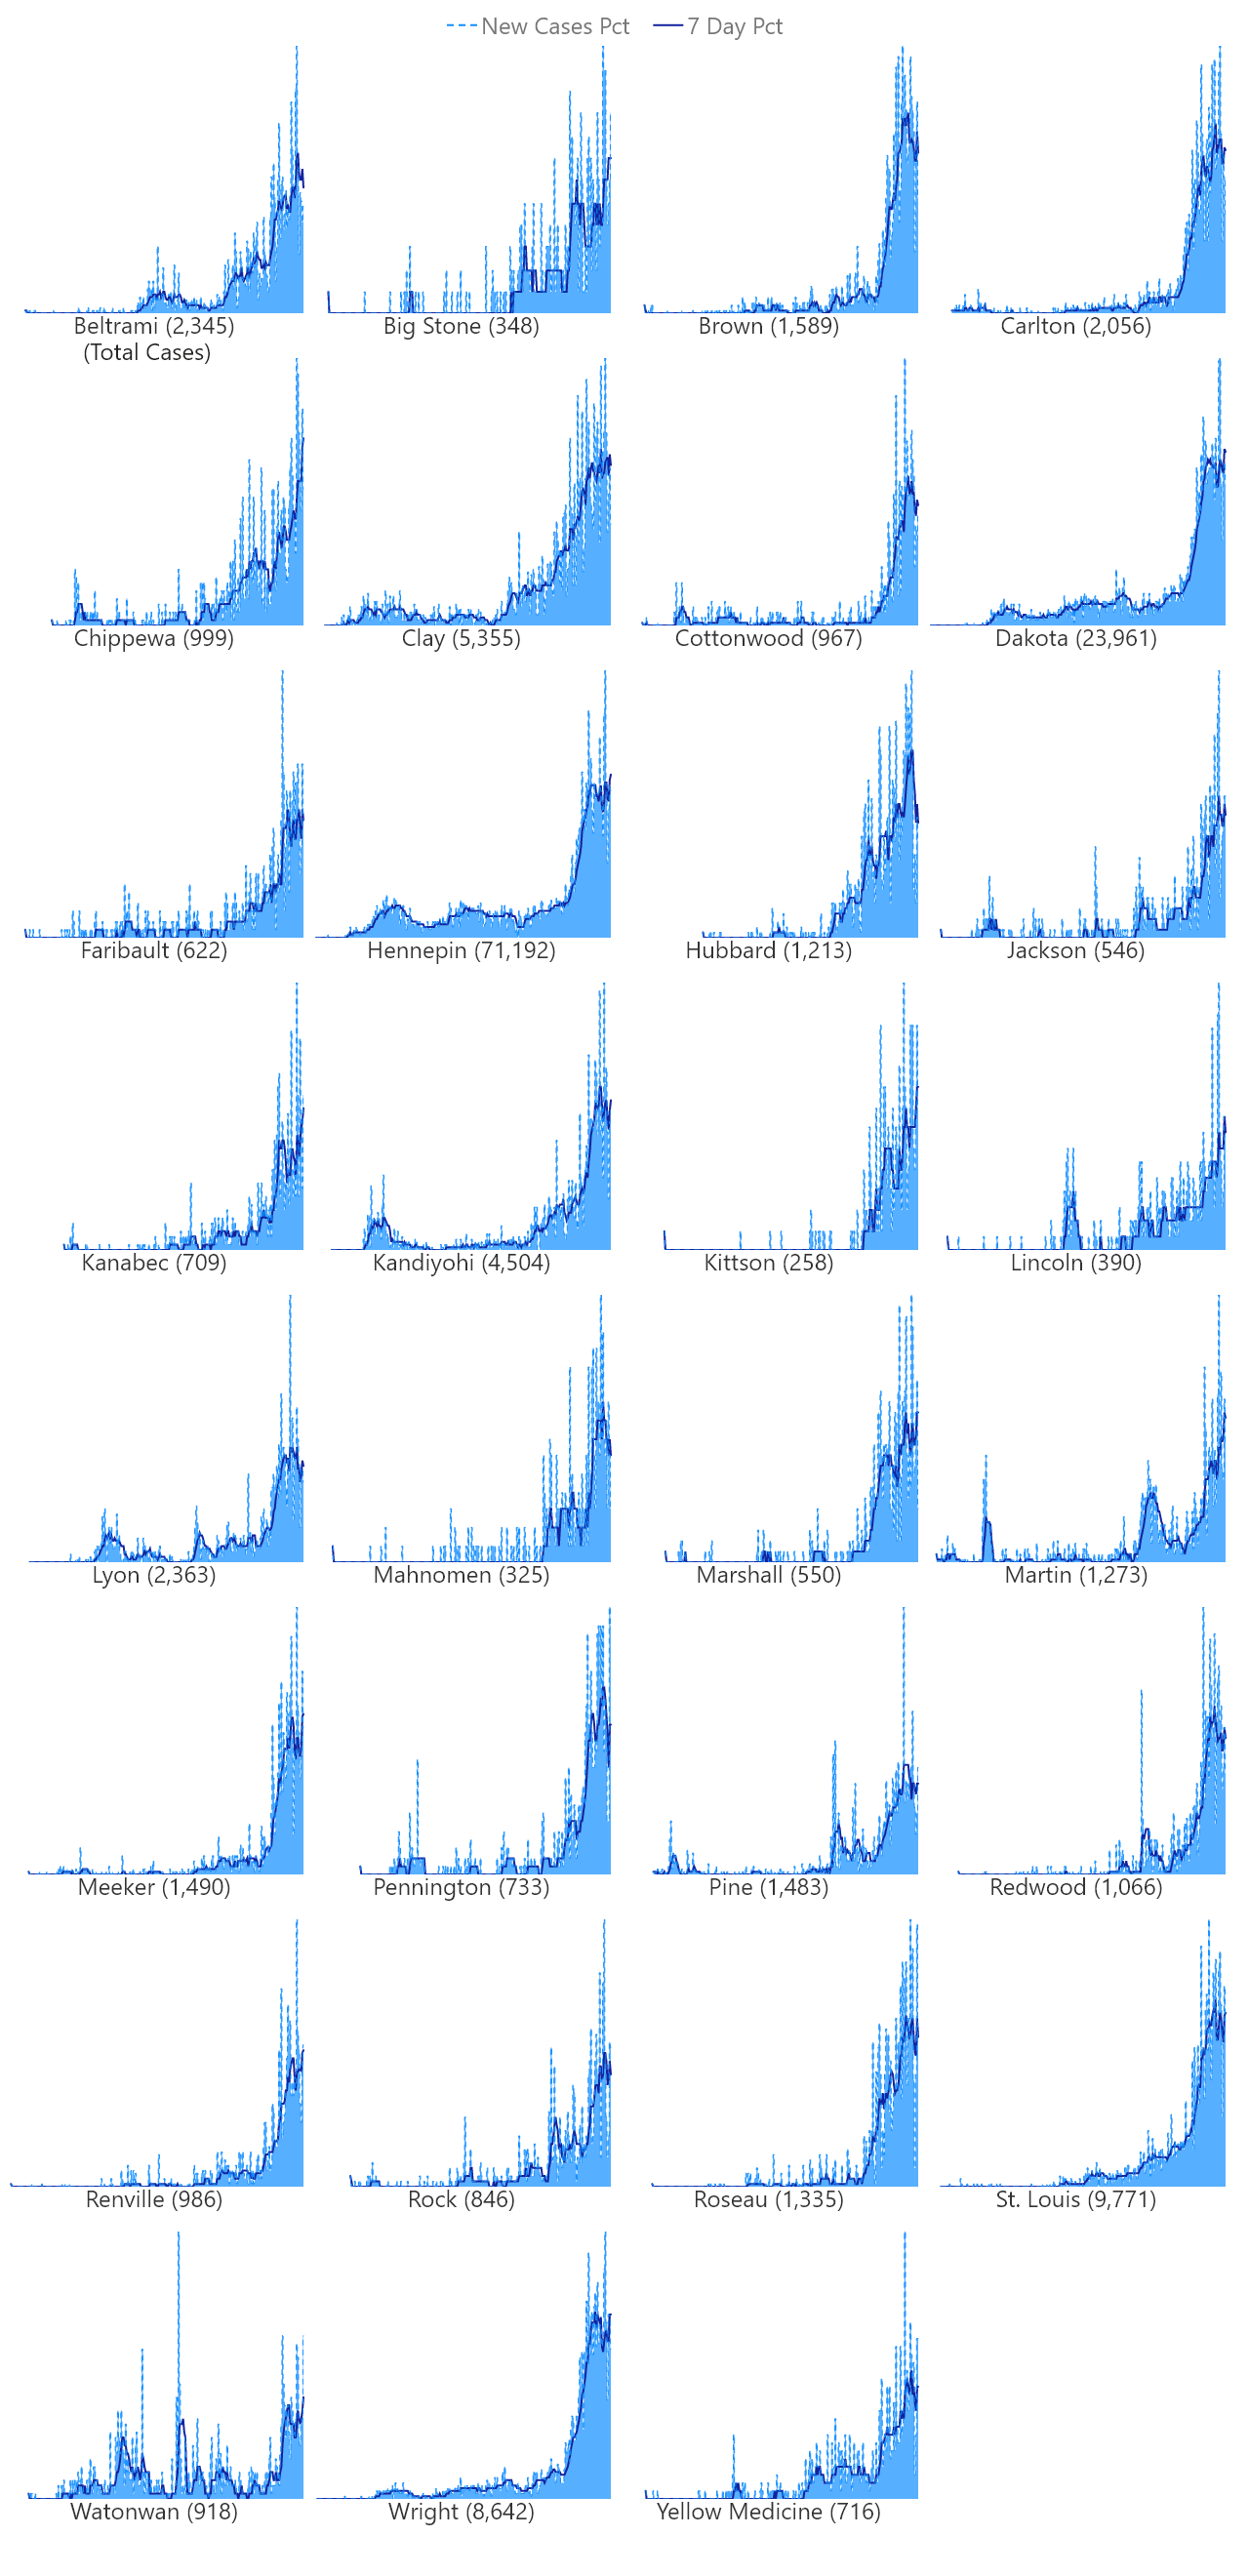 New Cases Pct 7 Day Pct
Beltrami (2,345) Big Stone (348) Brown (1,589) Carlton (2,056)
(Total Cases)
Chippewa (999) Clay (5,355) Cottonwood (967) Dakota (23,961)
Faribault (622) Hennepin (71,192) Hubbard (1,213) Jackson (546)
Kanabec (709) Kandiyohi (4,504) Kittson (258) Lincoln (390)
Lyon (2,363) Mahnomen (325) Marshall (550) Martin (1,273)
Meeker (1,490) Pennington (733) Pine (1,483) Redwood (1,066)
Renville (986) Rock (846) Roseau (1,335) St. Louis (9,771)
Watonwan (918) Wright (8,642) Yellow Medicine (716)